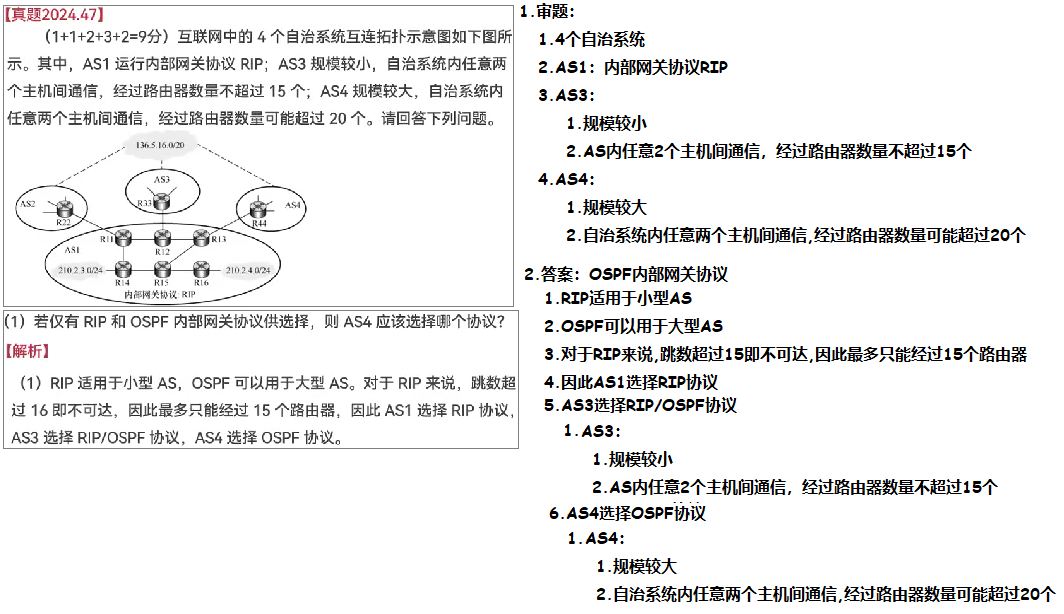 【真题2024.47】
（1+1+2+3+2=9分）互联网中的 4 个自治系统互连拓扑示意图如下图所
示。其中，AS1 运行内部网关协议 RIP；AS3 规模较小，自治系统内任意两
个主机间通信，经过路由器数量不超过 15 个；AS4 规模较大，自治系统内
任意两个主机间通信，经过路由器数量可能超过 20 个。请回答下列问题。
136.5.16.0/20
AS2
R22
AS3
R33
AS4
R44
AS1
R11
R12
R13
210.2.3.0/24
R14
R15
R16
210.2.4.0/24
内部网关协议: RIP
（1）若仅有 RIP 和 OSPF 内部网关协议供选择，则 AS4 应该选择哪个协议？
【解析】
（1）RIP 适用于小型 AS，OSPF 可以用于大型 AS。对于 RIP 来说，跳数超
过 16 即不可达，因此最多只能经过 15 个路由器，因此 AS1 选择 RIP 协议，
AS3 选择 RIP/OSPF 协议，AS4 选择 OSPF 协议。
1.审题：
1.4个自治系统
2.AS1：内部网关协议RIP
3.AS3：
1.规模较小
2.AS内任意2个主机间通信，经过路由器数量不超过15个
4.AS4：
1.规模较大
2.自治系统内任意两个主机间通信,经过路由器数量可能超过20个
2.答案：OSPF内部网关协议
1.RIP适用于小型AS
2.OSPF可以用于大型AS
3.对于RIP来说,跳数超过15即不可达,因此最多只能经过15个路由器
4.因此AS1选择RIP协议
5.AS3选择RIP/OSPF协议
1.AS3：
1.规模较小
2.AS内任意2个主机间通信，经过路由器数量不超过15个
6.AS4选择OSPF协议
1.AS4：
1.规模较大
2.自治系统内任意两个主机间通信,经过路由器数量可能超过20个